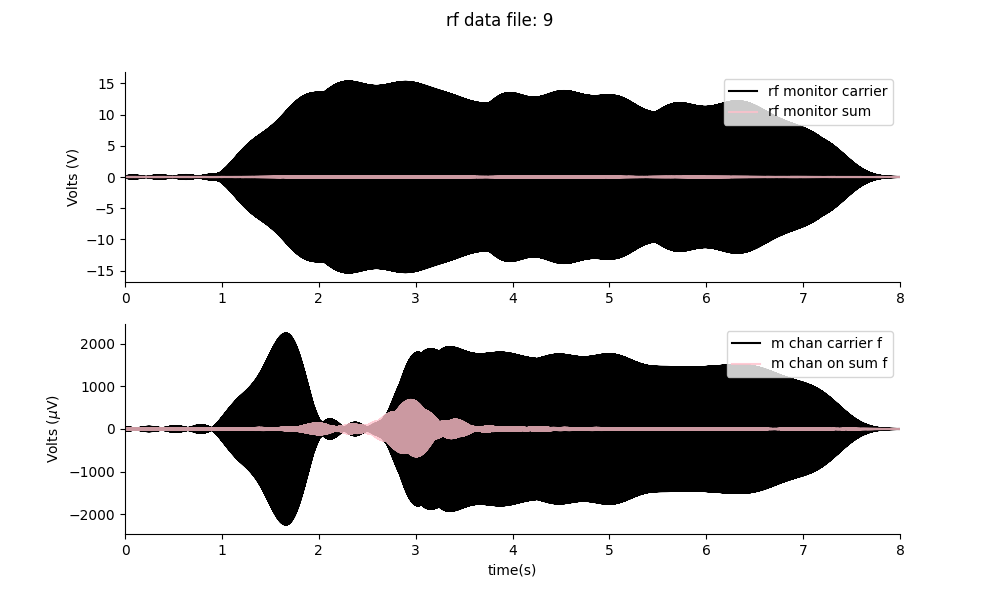 rf data file: 9
15
10
5
0
−5
−10
−15
Volts (V)
rf monitor carrier
rf monitor sum
0 1 2 3 4 5 6 7 8
2000
1000
0
−1000
−2000
Volts (μV)
m chan carrier f
m chan on sum f
0 1 2 3 4 5 6 7 8
time(s)